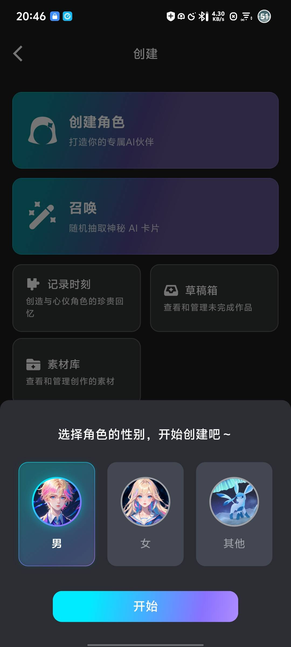 20:46
4.30
KB/s
51
创建
创建角色
打造你的专属AI伙伴
召唤
随机抽取神秘 AI 卡片
记录时刻
创造与心仪角色的珍贵回
忆
草稿箱
查看和管理未完成作品
素材库
查看和管理创作的素材
选择角色的性别，开始创建吧～
男
女
其他
开始